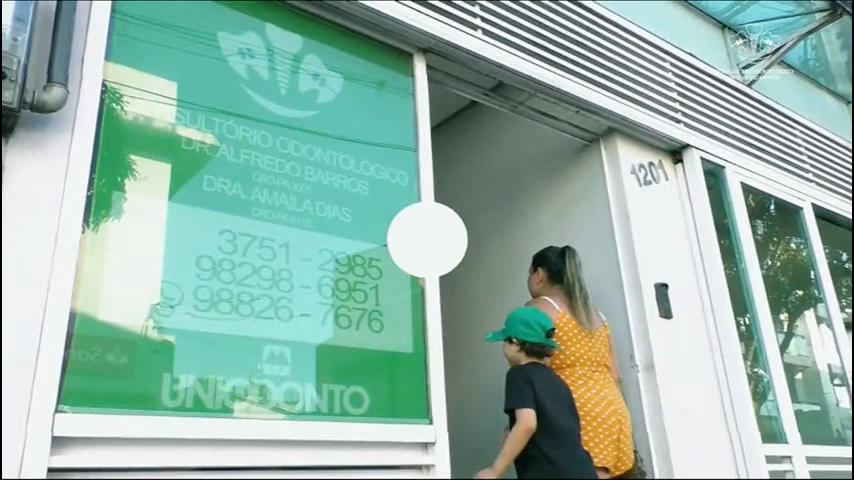 SULTÓRIO ODONTOLÓGICO
DR. ALFREDO BARROS
DRA. AMAILA DIAS
3751 - 2985
98298 - 6951
98826 - 7676
UNIODONTO
1201